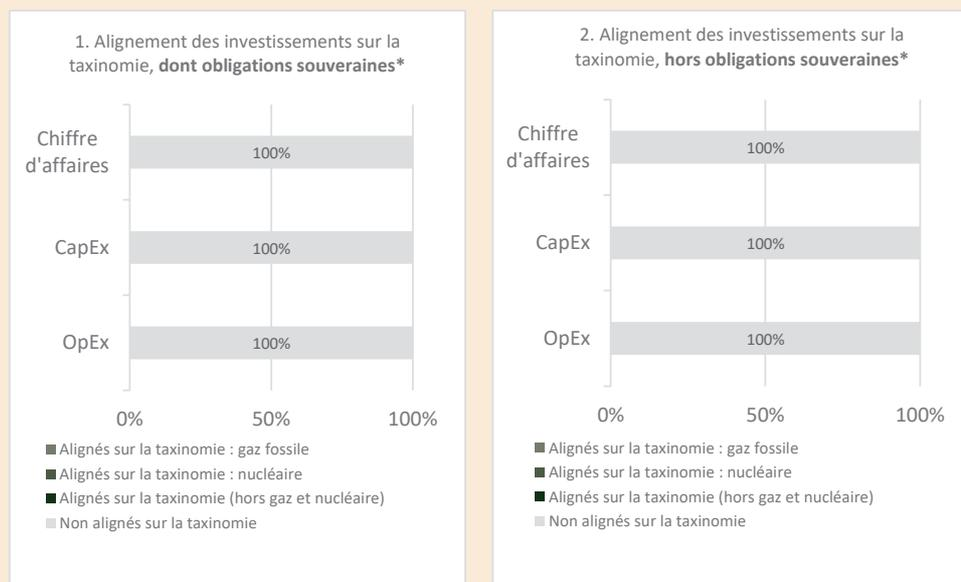 1. Alignement des investissements sur la
taxinomie, dont obligations souveraines*
Chiffre
d'affaires
100%
CapEx
100%
OpEx
100%
0%
50%
100%
Alignés sur la taxinomie : gaz fossile
Alignés sur la taxinomie : nucléaire
Alignés sur la taxinomie (hors gaz et nucléaire)
Non alignés sur la taxinomie
2. Alignement des investissements sur la
taxinomie, hors obligations souveraines*
Chiffre
d'affaires
100%
CapEx
100%
OpEx
100%
0%
50%
100%
Alignés sur la taxinomie : gaz fossile
Alignés sur la taxinomie : nucléaire
Alignés sur la taxinomie (hors gaz et nucléaire)
Non alignés sur la taxinomie